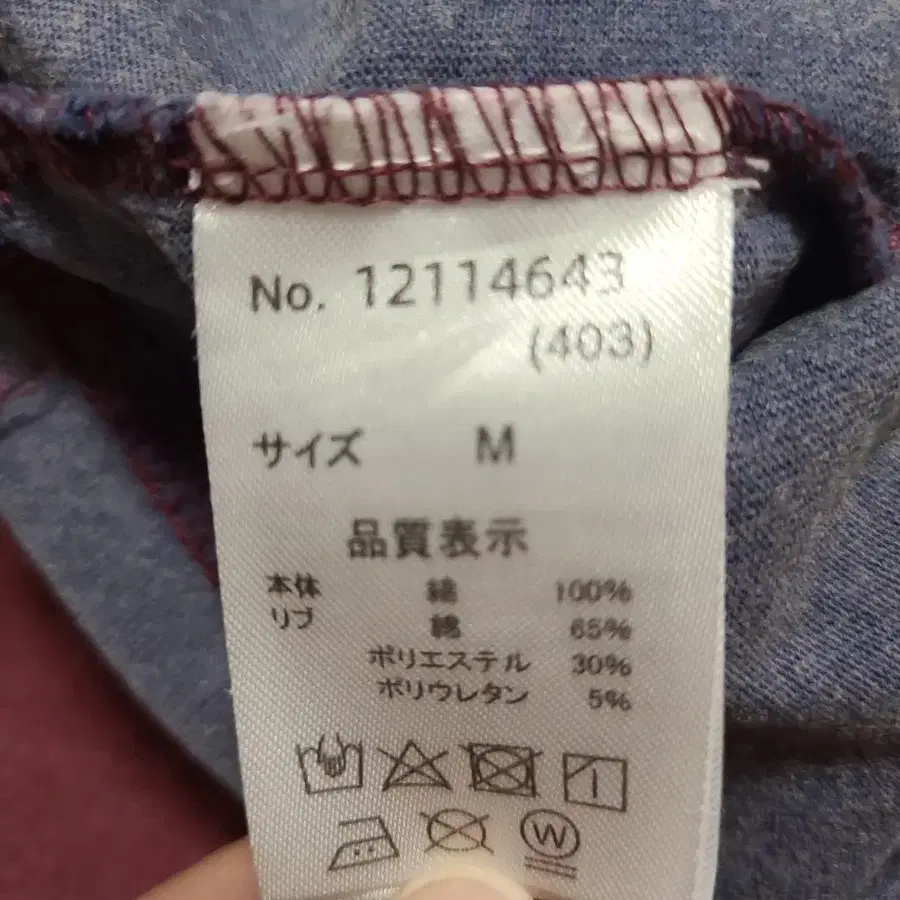 No. 12114643
(403)
サイズ M
品質表示
本体 綿 100%
リブ 綿 65%
ポリエステル 30%
ポリウレタン 5%
W